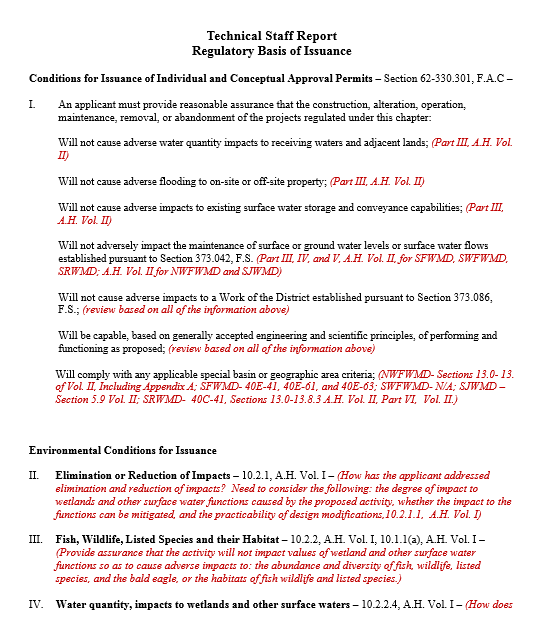 Technical Staff Report
Regulatory Basis of Issuance
Conditions for Issuance of Individual and Conceptual Approval Permits – Section 62-330.301, F.A.C –
I. An applicant must provide reasonable assurance that the construction, alteration, operation,
maintenance, removal, or abandonment of the projects regulated under this chapter:
Will not cause adverse water quantity impacts to receiving waters and adjacent lands; (Part III, A.H. Vol.
II)
Will not cause adverse flooding to on-site or off-site property; (Part III, A.H. Vol. II)
Will not cause adverse impacts to existing surface water storage and conveyance capabilities; (Part III,
A.H. Vol. II)
Will not adversely impact the maintenance of surface or ground water levels or surface water flows
established pursuant to Section 373.042, F.S. (Part III, IV, and V, A.H. Vol. II, for SFWMD, SWFWMD,
SRWMD; A.H. Vol. II for NWFWMD and SJWMD)
Will not cause adverse impacts to a Work of the District established pursuant to Section 373.086,
F.S.; (review based on all of the information above)
Will be capable, based on generally accepted engineering and scientific principles, of performing and
functioning as proposed; (review based on all of the information above)
Will comply with any applicable special basin or geographic area criteria; (NWFWMD- Sections 13.0- 13.
of Vol. II, Including Appendix A; SFWMD- 40E-41, 40E-61, and 40E-63; SWFWMD- N/A; SJWMD –
Section 5.9 Vol. II; SRWMD- 40C-41, Sections 13.0-13.8.3 A.H. Vol. II, Part VI, Vol. II.)
Environmental Conditions for Issuance
II. Elimination or Reduction of Impacts – 10.2.1, A.H. Vol. I – (How has the applicant addressed
elimination and reduction of impacts? Need to consider the following: the degree of impact to
wetlands and other surface water functions caused by the proposed activity, whether the impact to the
functions can be mitigated, and the practicability of design modifications,10.2.1.1, A.H. Vol. I)
III. Fish, Wildlife, Listed Species and their Habitat – 10.2.2, A.H. Vol. I, 10.1.1(a), A.H. Vol. I –
(Provide assurance that the activity will not impact values of wetland and other surface water
functions so as to cause adverse impacts to: the abundance and diversity of fish, wildlife, listed
species, and the bald eagle, or the habitats of fish wildlife and listed species.)
IV. Water quantity, impacts to wetlands and other surface waters – 10.2.2.4, A.H. Vol. I – (How does